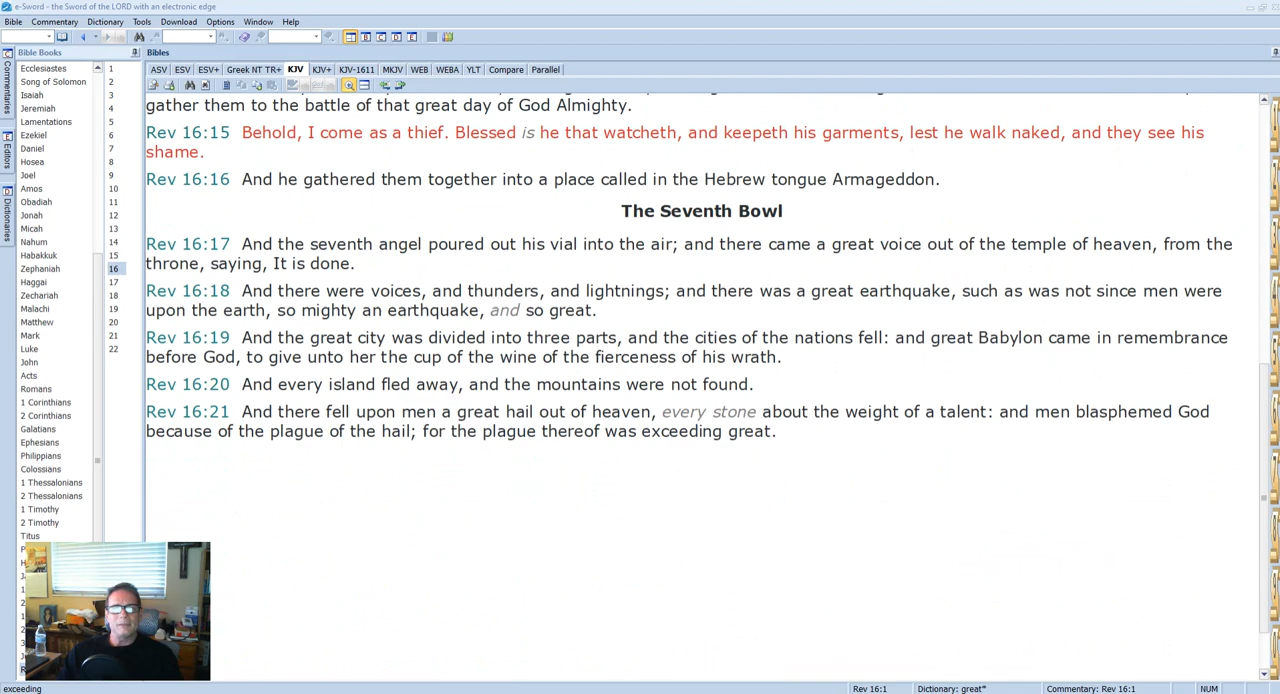 e-Sword - the Sword of the LORD with an electronic edge
Bible Commentary Dictionary Tools Download Options Window Help
Bible Books
Bibles
ASV ESV ESV+ Greek NT TR+ KJV KJV+ KJV-1611 MKJV WEB WEBA YLT Compare Parallel
Commentaries
Editors
Dictionaries
Ecclesiastes 1
Song of Solomon 2
Isaiah 3
Jeremiah 4
Lamentations 5
Ezekiel 6
Daniel 7
Hosea 8
Joel 9
Amos 10
Obadiah 11
Jonah 12
Micah 13
Nahum 14
Habakkuk 15
Zephaniah 16
Haggai 17
Zechariah 18
Malachi 19
Matthew 20
Mark 21
Luke 22
John
Acts
Romans
1 Corinthians
2 Corinthians
Galatians
Ephesians
Philippians
Colossians
1 Thessalonians
2 Thessalonians
1 Timothy
2 Timothy
Titus
gather them to the battle of that great day of God Almighty.
Rev 16:15 Behold, I come as a thief. Blessed is he that watcheth, and keepeth his garments, lest he walk naked, and they see his
shame.
Rev 16:16 And he gathered them together into a place called in the Hebrew tongue Armageddon.
The Seventh Bowl
Rev 16:17 And the seventh angel poured out his vial into the air; and there came a great voice out of the temple of heaven, from the
throne, saying, It is done.
Rev 16:18 And there were voices, and thunders, and lightnings; and there was a great earthquake, such as was not since men were
upon the earth, so mighty an earthquake, and so great.
Rev 16:19 And the great city was divided into three parts, and the cities of the nations fell: and great Babylon came in remembrance
before God, to give unto her the cup of the wine of the fierceness of his wrath.
Rev 16:20 And every island fled away, and the mountains were not found.
Rev 16:21 And there fell upon men a great hail out of heaven, every stone about the weight of a talent: and men blasphemed God
because of the plague of the hail; for the plague thereof was exceeding great.
exceeding
Rev 16:1
Dictionary: great*
Commentary: Rev 16:1
NUM